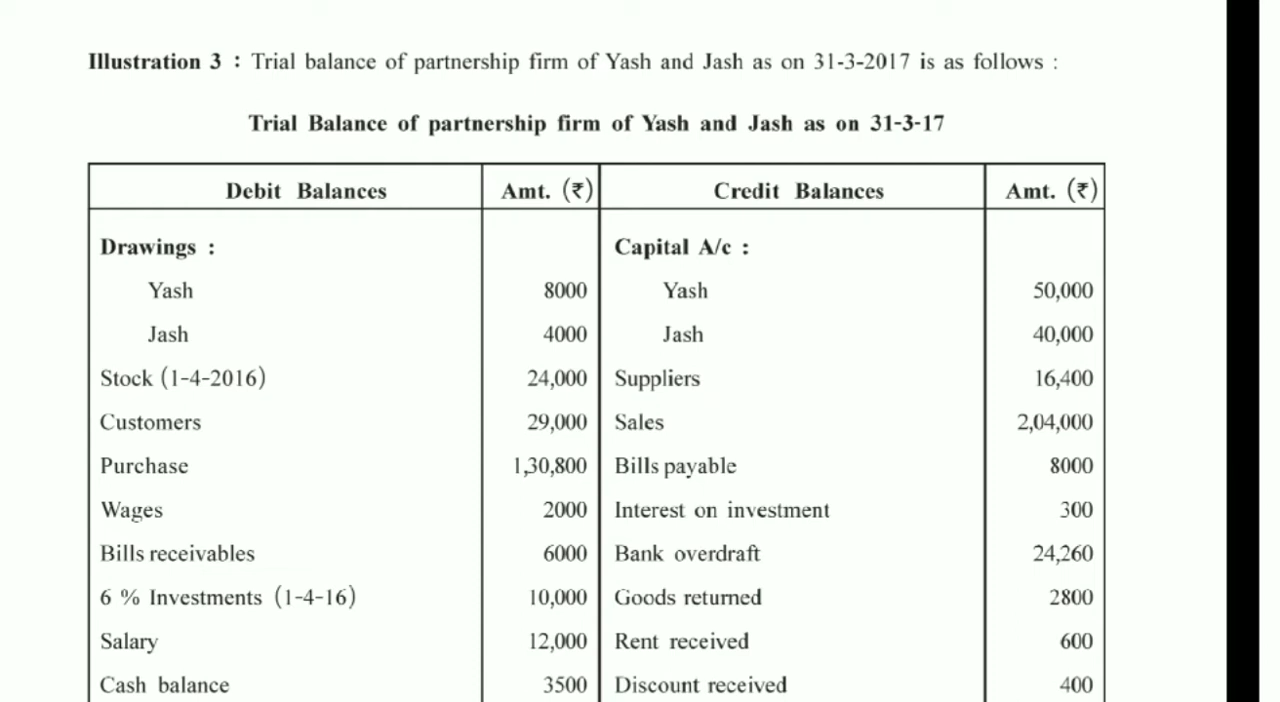 Illustration 3 : Trial balance of partnership firm of Yash and Jash as on 31-3-2017 is as follows :
Trial Balance of partnership firm of Yash and Jash as on 31-3-17
Debit Balances Amt. (₹) Credit Balances Amt. (₹)
Drawings : Capital A/c :
Yash 8000 Yash 50,000
Jash 4000 Jash 40,000
Stock (1-4-2016) 24,000 Suppliers 16,400
Customers 29,000 Sales 2,04,000
Purchase 1,30,800 Bills payable 8000
Wages 2000 Interest on investment 300
Bills receivables 6000 Bank overdraft 24,260
6 % Investments (1-4-16) 10,000 Goods returned 2800
Salary 12,000 Rent received 600
Cash balance 3500 Discount received 400